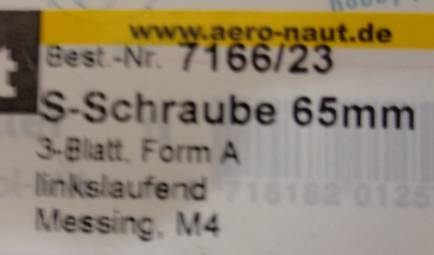 www.aero-naut.de
Best.-Nr. 7166/23
S-Schraube 65mm
3-Blatt, Form A
linkslaufend
Messing, M4